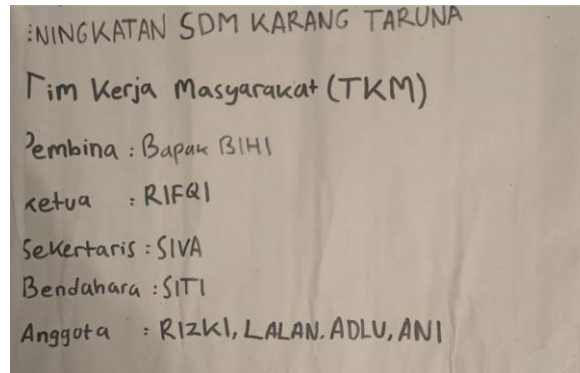 ENINGKATAN SDM KARANG TARUNA
Tim Kerja Masyarakat (TKM)
Pembina : Bapak BIHI
Ketua : RIFQI
Sekertaris : SIVA
Bendahara : SITI
Anggota : RIZKI, LALAN. ADLU, ANI